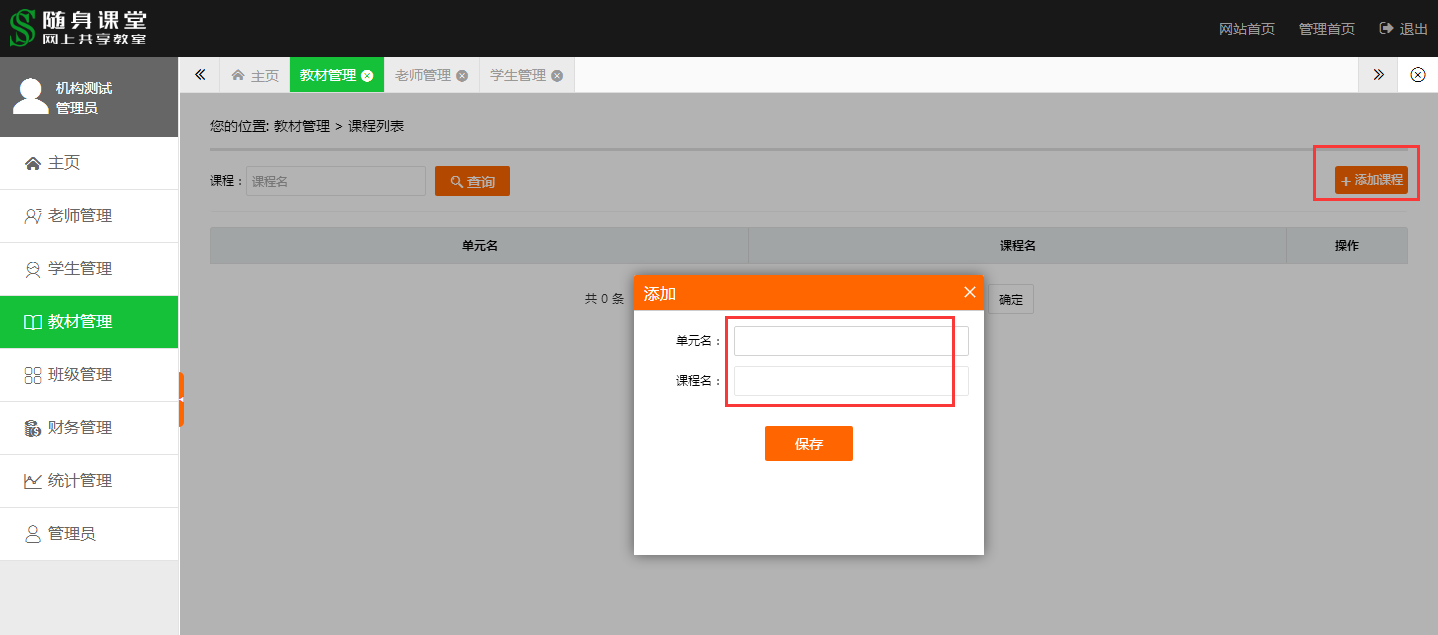 随身课堂
网上共享教室
网站首页 管理首页 退出
机构测试
管理员
主页 教材管理 老师管理 学生管理
主页
老师管理
学生管理
教材管理
班级管理
财务管理
统计管理
管理员
您的位置: 教材管理 > 课程列表
课程： 课程名 查询 + 添加课程
单元名 课程名 操作
共 0 条 确定
添加
单元名：
课程名：
保存